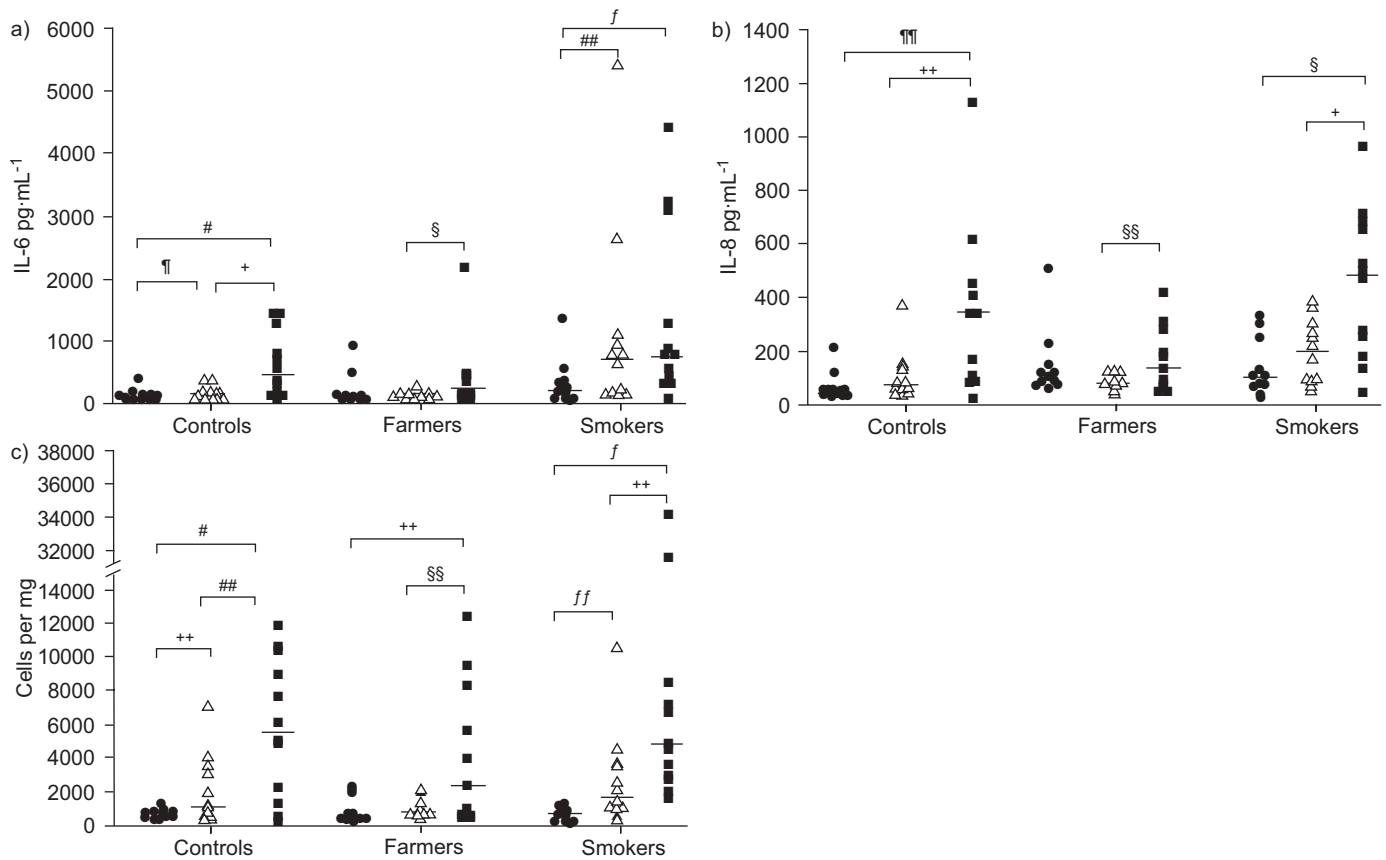 a)
6000
5000
4000
3000
2000
1000
0
IL-6 pg·mL-1
#
¶
+
§
ƒ
##
Controls
Farmers
Smokers
b)
1400
1200
1000
800
600
400
200
0
IL-8 pg·mL-1
¶¶
++
§§
§
+
Controls
Farmers
Smokers
c)
38000
36000
34000
32000
14000
12000
10000
8000
6000
4000
2000
0
Cells per mg
#
##
++
++
§§
ƒ
++
ƒƒ
Controls
Farmers
Smokers